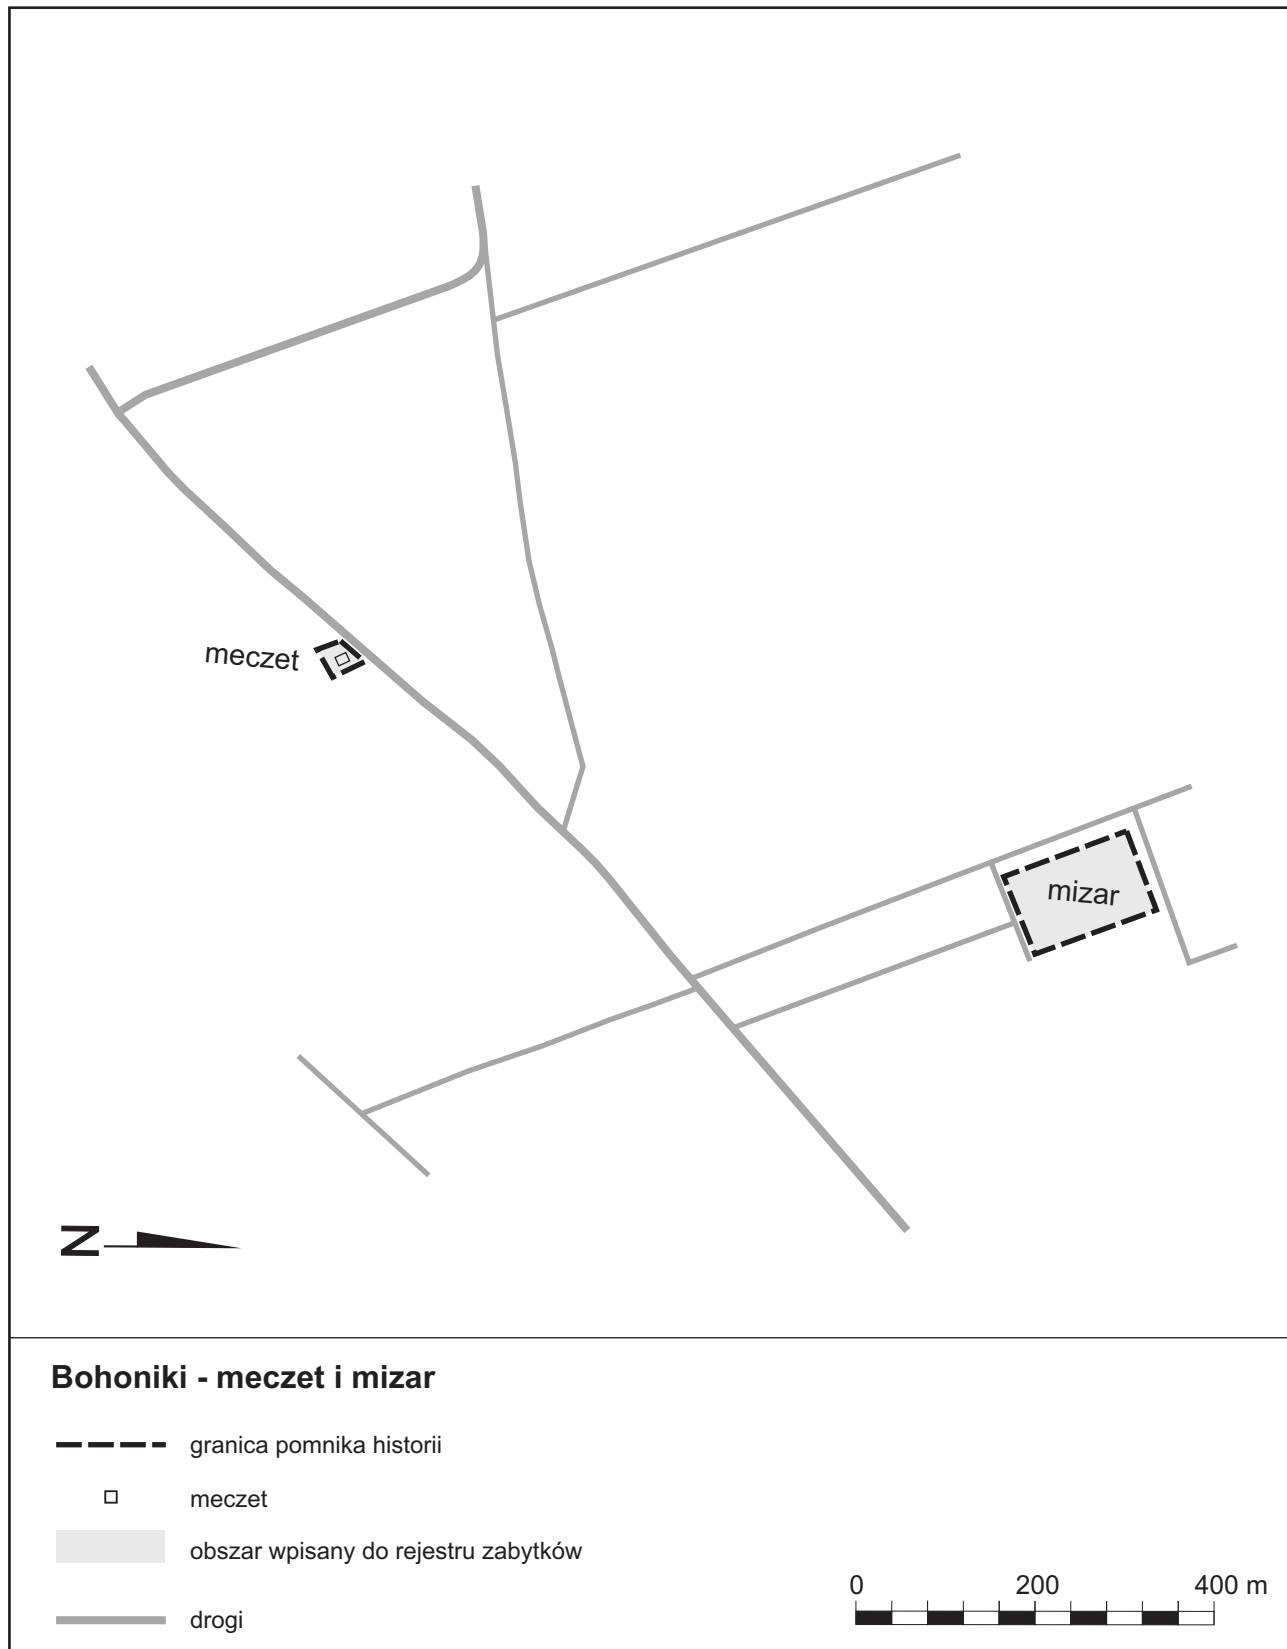 meczet
mizar
N
Bohoniki - meczet i mizar
granica pomnika historii
meczet
obszar wpisany do rejestru zabytków
drogi
0 200 400 m